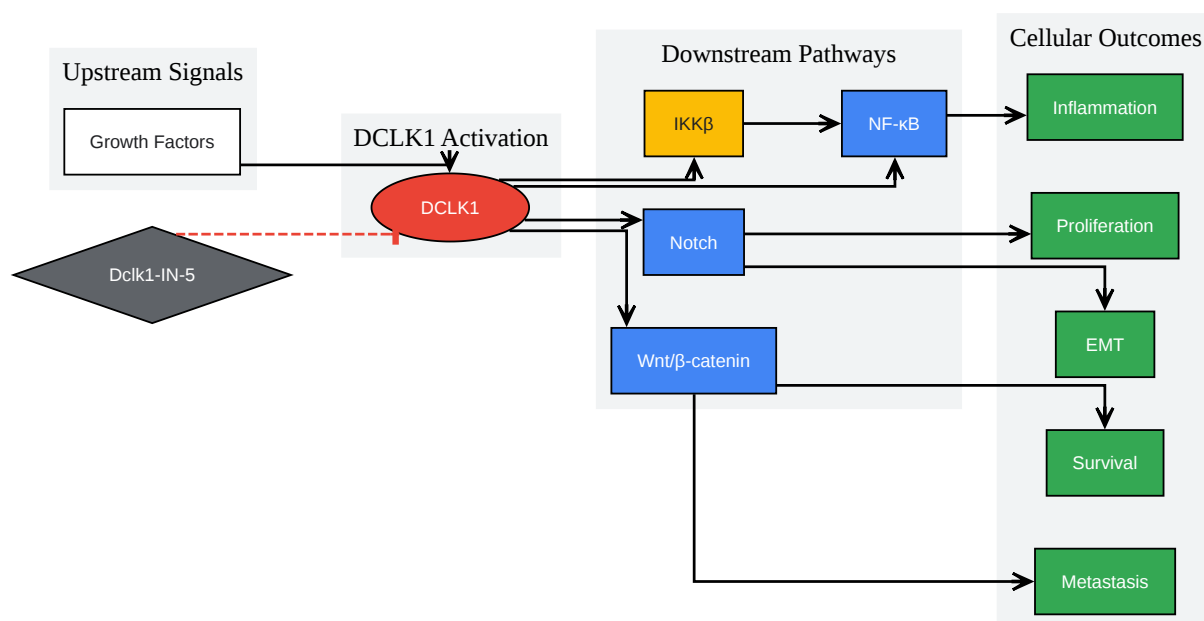 Upstream Signals
Growth Factors
Dclk1-IN-5
DCLK1 Activation
DCLK1
Downstream Pathways
IKKβ
NF-κB
Notch
Wnt/β-catenin
Cellular Outcomes
Inflammation
Proliferation
EMT
Survival
Metastasis